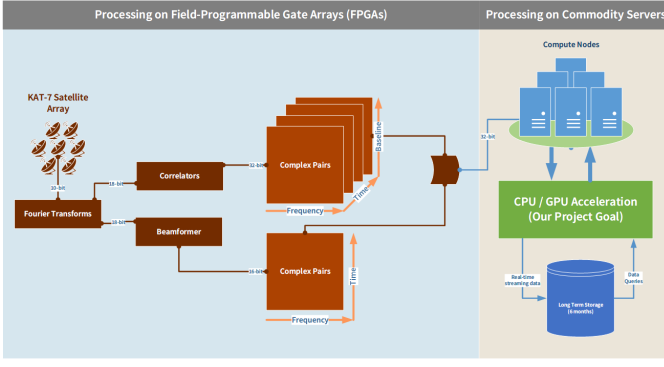 Processing on Field-Programmable Gate Arrays (FPGAs)
Processing on Commodity Servers
KAT-7 Satellite
Array
10-bit
Fourier Transforms
18-bit
18-bit
Correlators
Beamformer
32-bit
16-bit
Complex Pairs
Baseline
Time
Frequency
Complex Pairs
Time
Frequency
32-bit
Compute Nodes
CPU / GPU Acceleration
(Our Project Goal)
Real-time
streaming data
Data
Queries
Long Term Storage
(6 months)